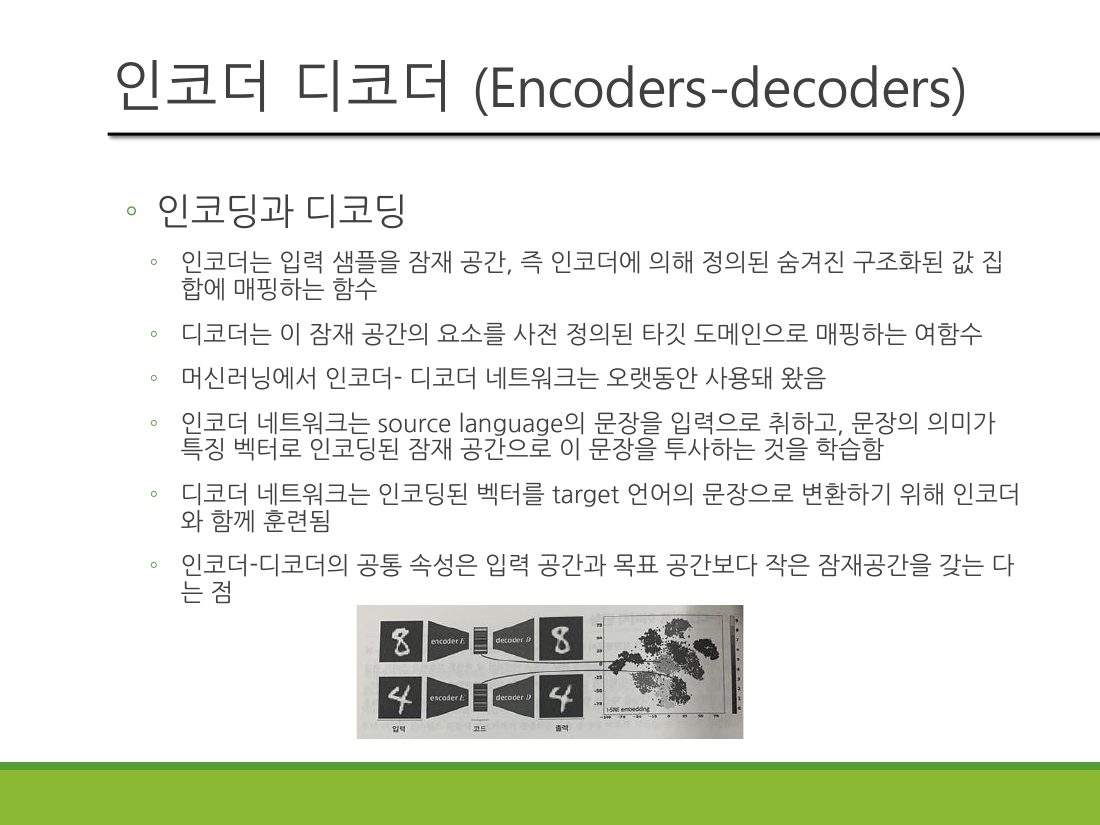 인코더 디코더 (Encoders-decoders)
◦ 인코딩과 디코딩
◦ 인코더는 입력 샘플을 잠재 공간, 즉 인코더에 의해 정의된 숨겨진 구조화된 값 집
합에 매핑하는 함수
◦ 디코더는 이 잠재 공간의 요소를 사전 정의된 타깃 도메인으로 매핑하는 여함수
◦ 머신러닝에서 인코더- 디코더 네트워크는 오랫동안 사용돼 왔음
◦ 인코더 네트워크는 source language의 문장을 입력으로 취하고, 문장의 의미가
특징 벡터로 인코딩된 잠재 공간으로 이 문장을 투사하는 것을 학습함
◦ 디코더 네트워크는 인코딩된 벡터를 target 언어의 문장으로 변환하기 위해 인코더
와 함께 훈련됨
◦ 인코더-디코더의 공통 속성은 입력 공간과 목표 공간보다 작은 잠재공간을 갖는 다
는 점
8 encoder E decoder D 8
4 encoder E decoder D 4
t-SNE embedding
입력 코드 출력